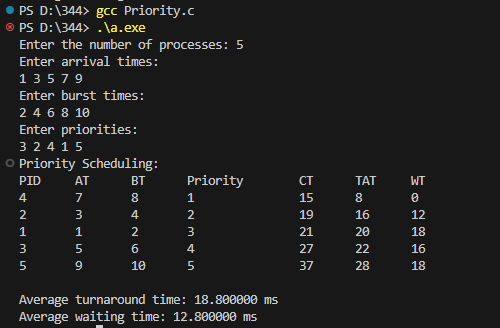 PS D:\344> gcc Priority.c
PS D:\344> .\a.exe
Enter the number of processes: 5
Enter arrival times:
1 3 5 7 9
Enter burst times:
2 4 6 8 10
Enter priorities:
3 2 4 1 5
Priority Scheduling:
PID AT BT Priority CT TAT WT
4 7 8 1 15 8 0
2 3 4 2 19 16 12
1 1 2 3 21 20 18
3 5 6 4 27 22 16
5 9 10 5 37 28 18
Average turnaround time: 18.800000 ms
Average waiting time: 12.800000 ms